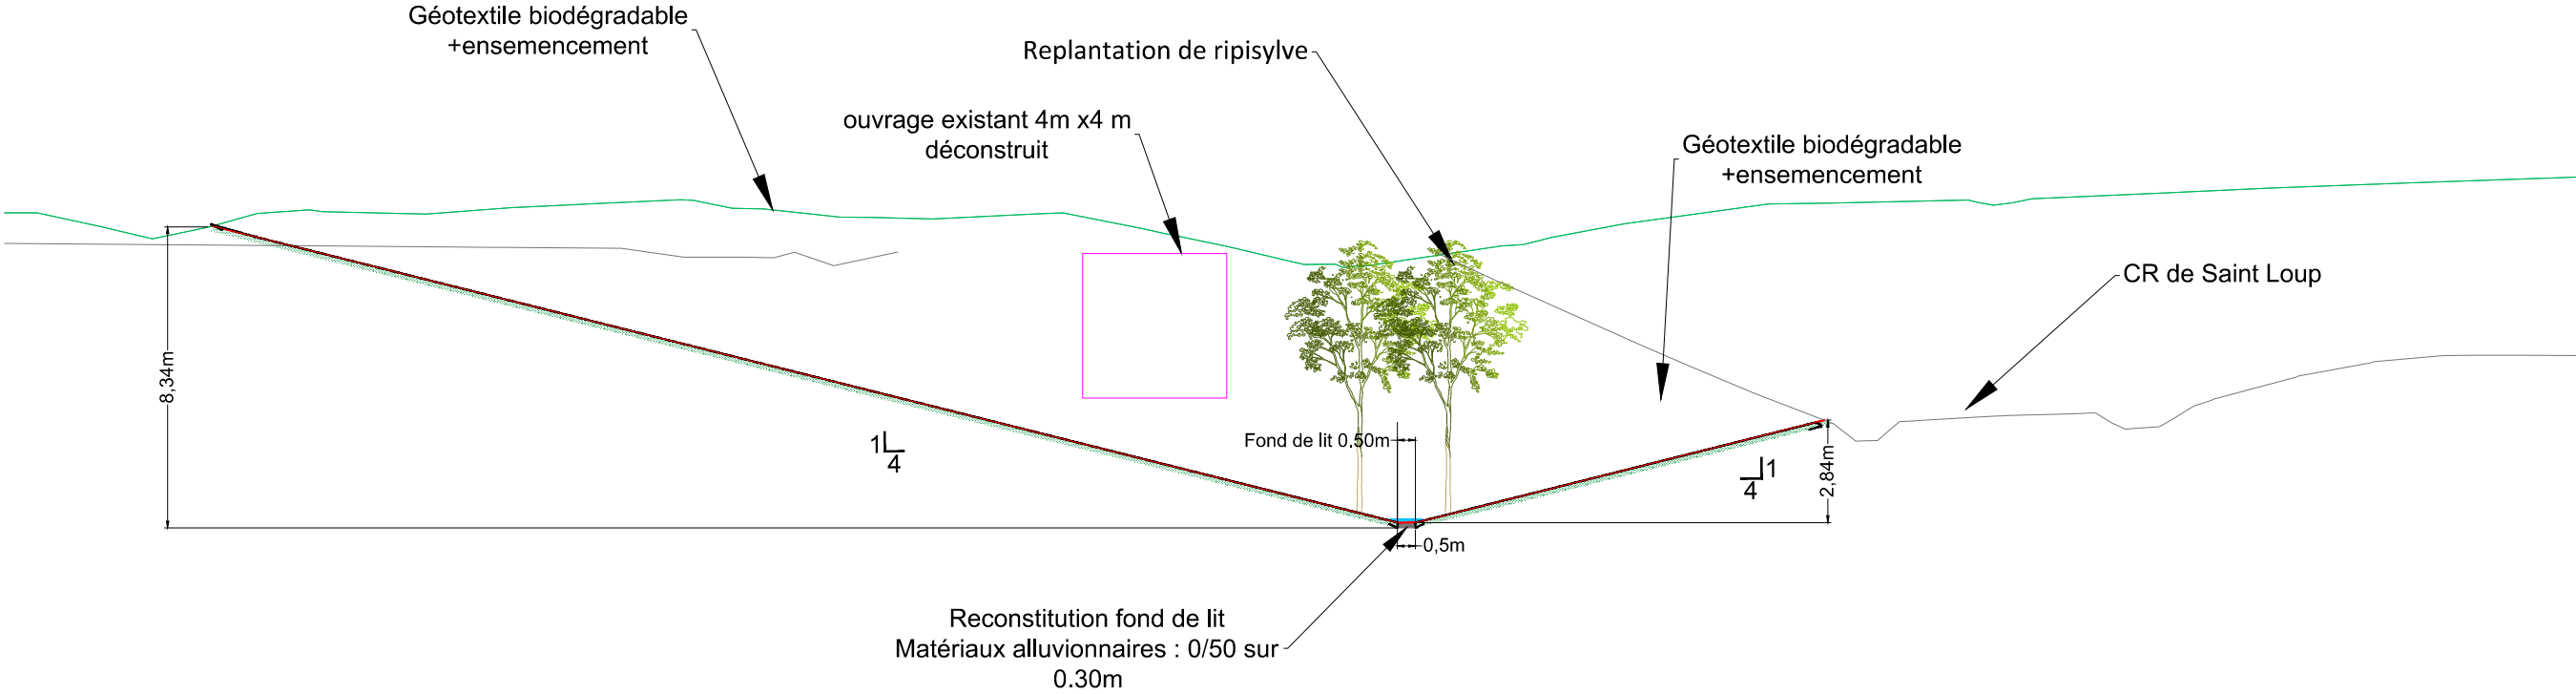 Géotextile biodégradable
+ensemencement
Replantation de ripisylve
ouvrage existant 4m x4 m
déconstruit
Géotextile biodégradable
+ensemencement
CR de Saint Loup
8,34m
1
4
Fond de lit 0.50m
1
4
2,84m
0,5m
Reconstitution fond de lit
Matériaux alluvionnaires : 0/50 sur
0.30m